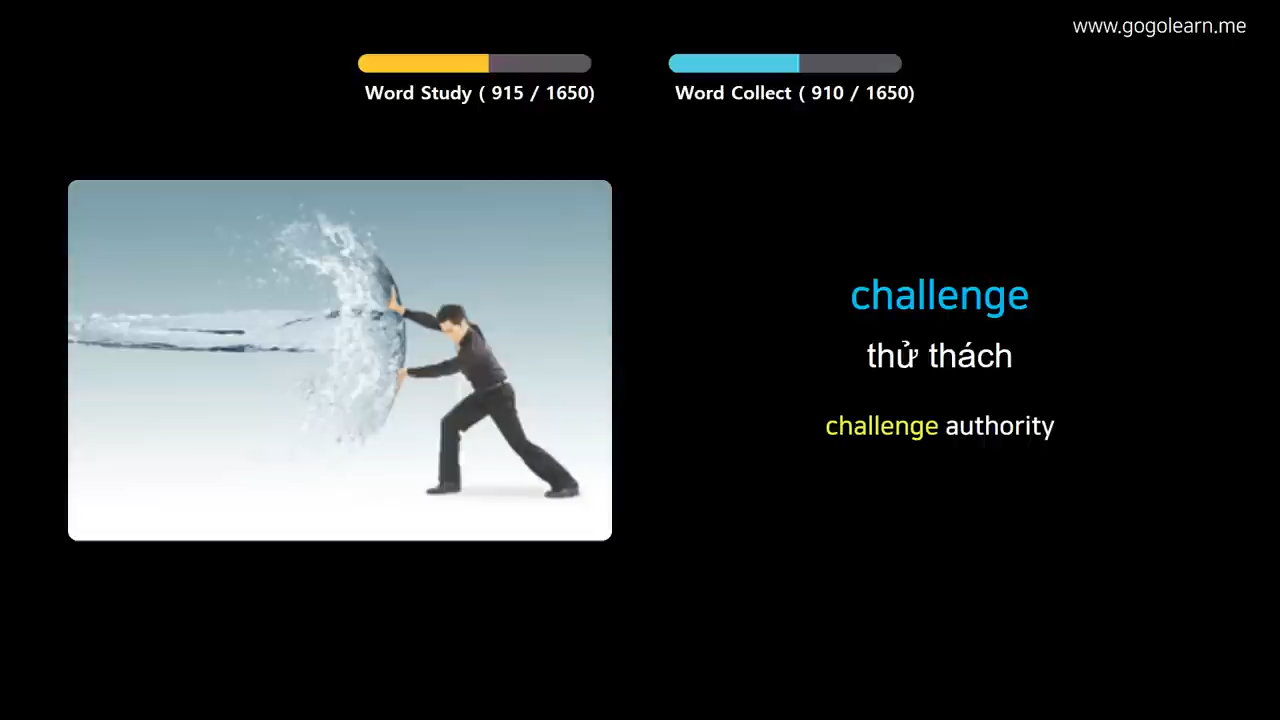 www.gogolearn.me
Word Study ( 915 / 1650)
Word Collect ( 910 / 1650)
challenge
thử thách
challenge authority